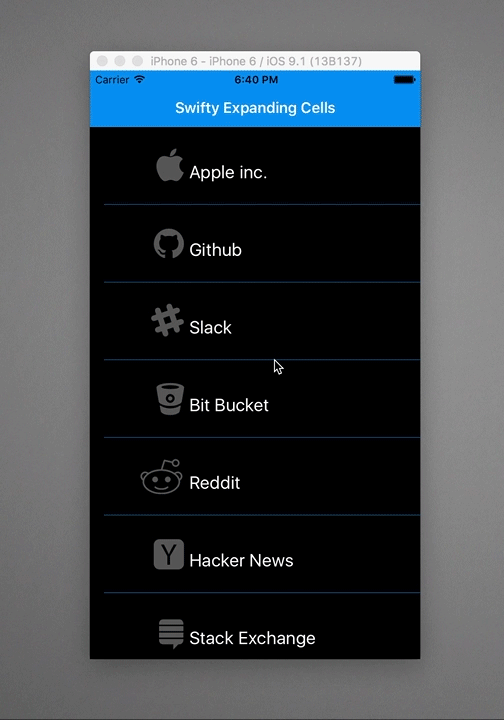 iPhone 6 - iPhone 6 / iOS 9.1 (13B137)
Carrier 6:40 PM
Swifty Expanding Cells
Apple inc.
Github
Slack
Bit Bucket
Reddit
Y Hacker News
Stack Exchange